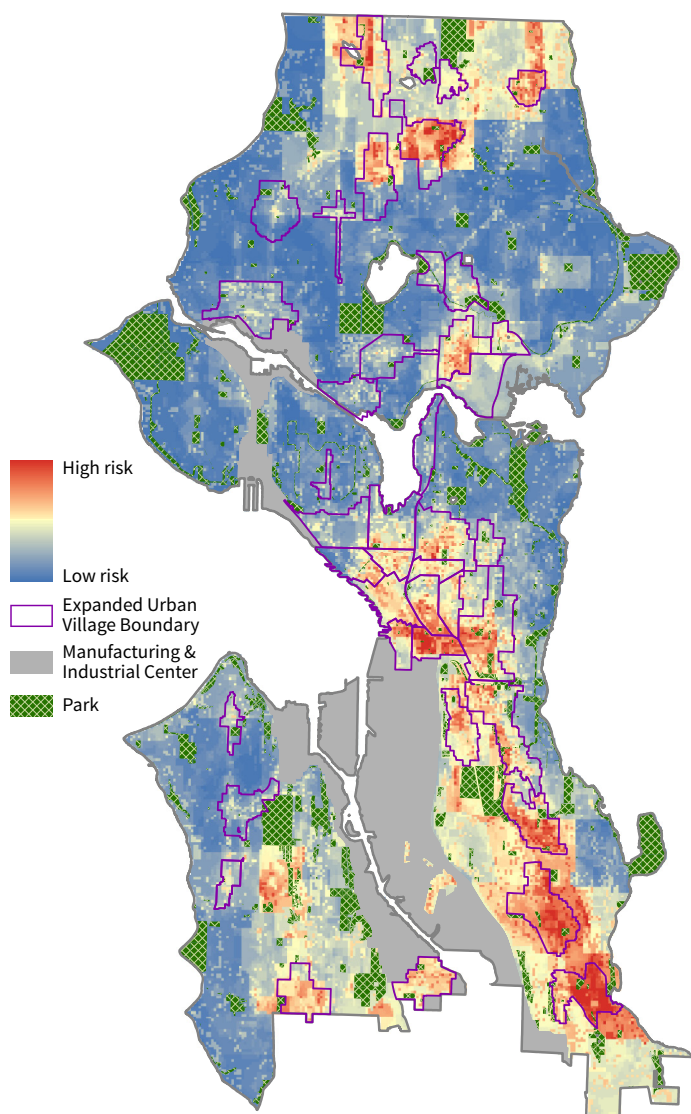 High risk
Low risk
Expanded Urban
Village Boundary
Manufacturing &
Industrial Center
Park